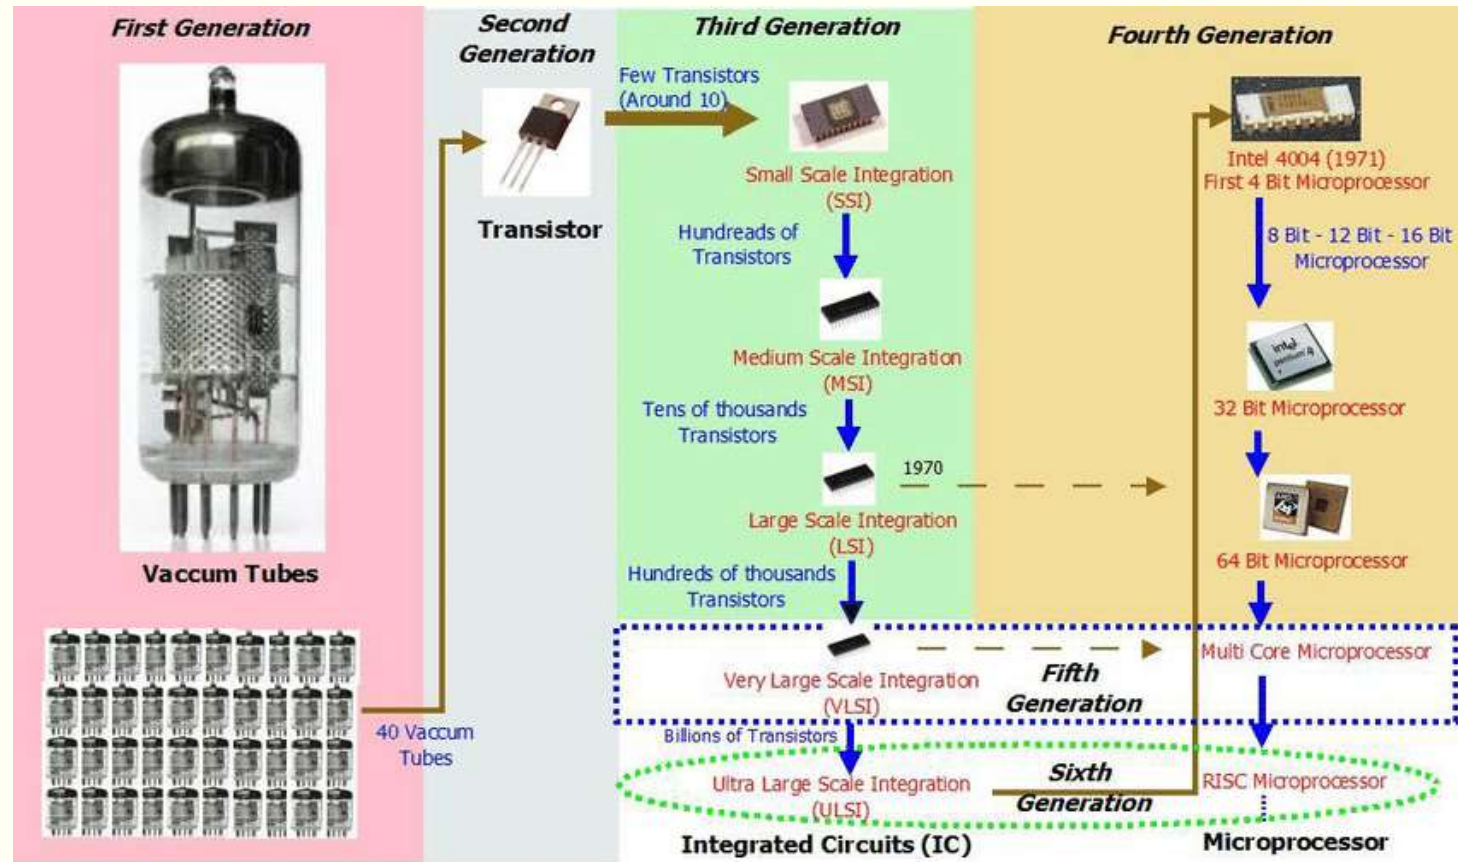 First Generation
Vaccum Tubes
40 Vaccum
Tubes
Second
Generation
Transistor
Third Generation
Few Transistors
(Around 10)
Small Scale Integration
(SSI)
Hundreads of
Transistors
Medium Scale Integration
(MSI)
Tens of thousands
Transistors
1970
Large Scale Integration
(LSI)
Hundreds of thousands
Transistors
Very Large Scale Integration
(VLSI)
Billions of Transistors
Ultra Large Scale Integration
(ULSI)
Integrated Circuits (IC)
Fourth Generation
Intel 4004 (1971)
First 4 Bit Microprocessor
8 Bit - 12 Bit - 16 Bit
Microprocessor
intel
pentium 4
32 Bit Microprocessor
AMD
64 Bit Microprocessor
Fifth
Generation
Multi Core Microprocessor
Sixth
Generation
RISC Microprocessor
Microprocessor